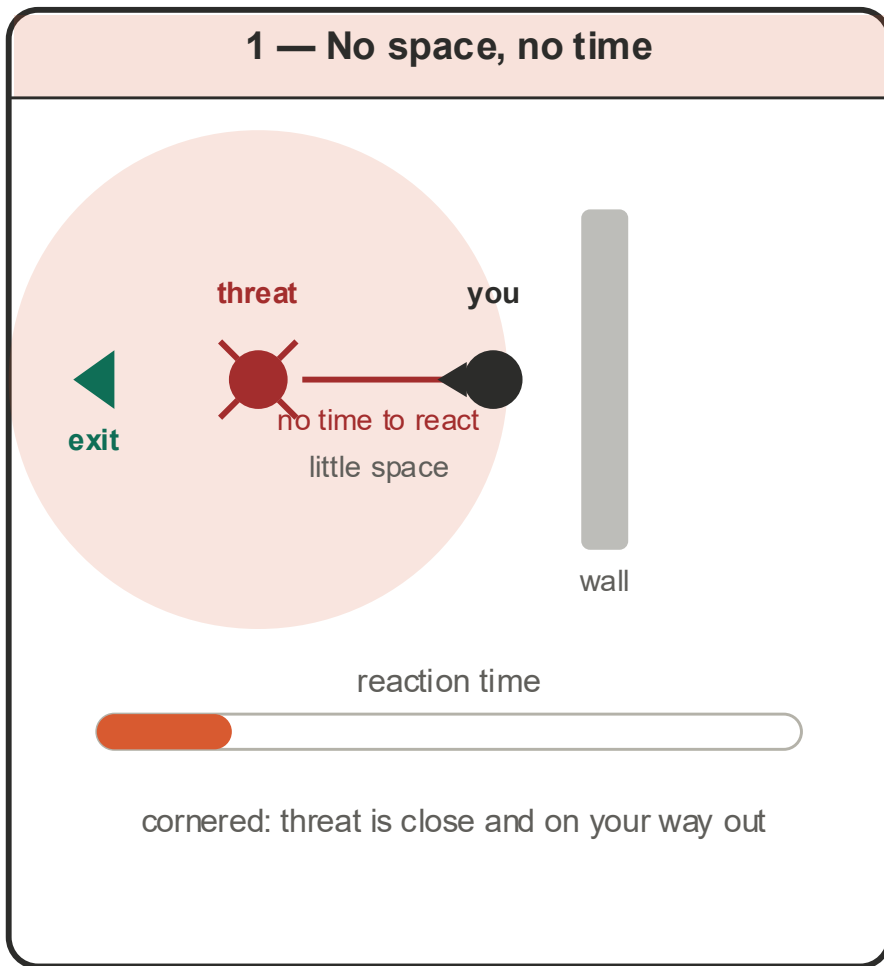 1 — No space, no time
threat
you
no time to react
exit
little space
wall
reaction time
cornered: threat is close and on your way out